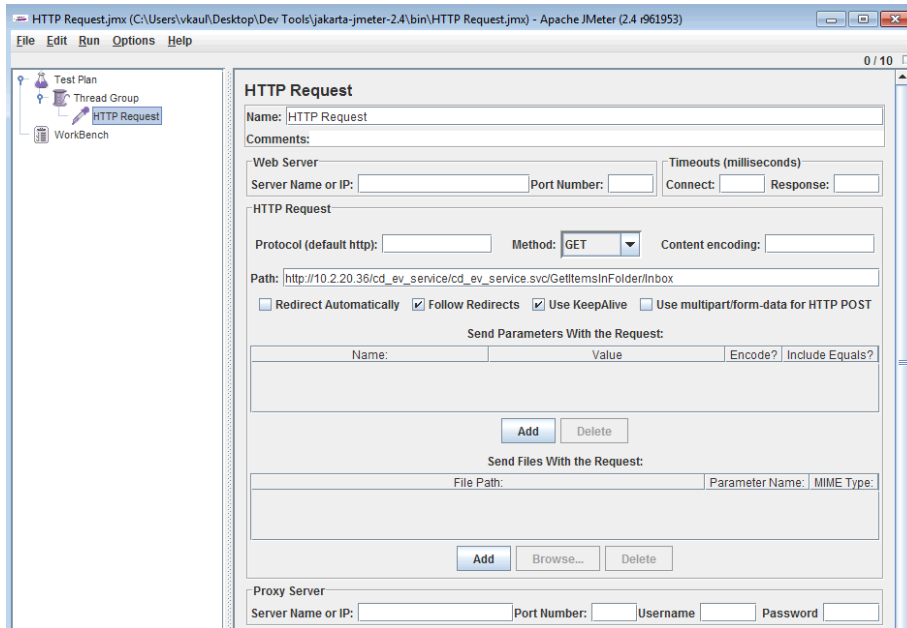 HTTP Request.jmx (C:\Users\vkaul\Desktop\Dev Tools\jakarta-jmeter-2.4\bin\HTTP Request.jmx) - Apache JMeter (2.4 r961953)
File Edit Run Options Help
0 / 10
Test Plan
Thread Group
HTTP Request
WorkBench
HTTP Request
Name: HTTP Request
Comments:
Web Server
Server Name or IP: Port Number:
Timeouts (milliseconds)
Connect: Response:
HTTP Request
Protocol (default http): Method: GET Content encoding:
Path: http://10.2.20.36/cd_ev_service/cd_ev_service.svc/GetItemsInFolder/Inbox
Redirect Automatically Follow Redirects Use KeepAlive Use multipart/form-data for HTTP POST
Send Parameters With the Request:
Name: Value Encode? Include Equals?
Add Delete
Send Files With the Request:
File Path: Parameter Name: MIME Type:
Add Browse... Delete
Proxy Server
Server Name or IP: Port Number: Username Password